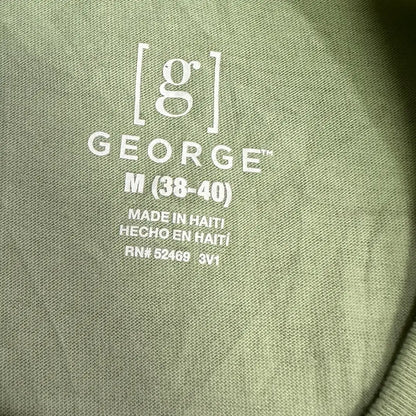 [g]
GEORGE™
M (38-40)
MADE IN HAITI
HECHO EN HAITÍ
RN# 52469 3V1